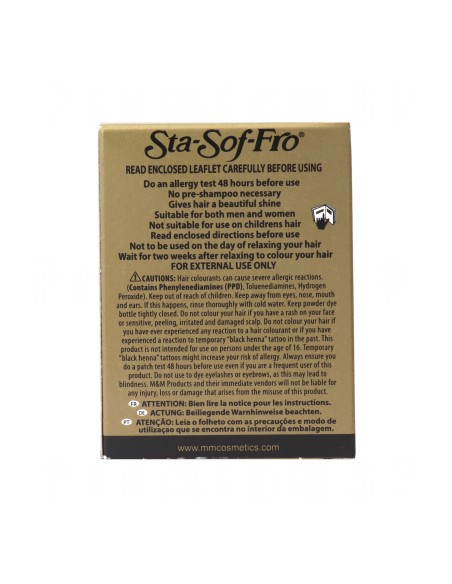 Sta-Sof-Fro®
READ ENCLOSED LEAFLET CAREFULLY BEFORE USING
Do an allergy test 48 hours before use
No pre-shampoo necessary
Gives hair a beautiful shine
Suitable for both men and women
Not suitable for use on childrens hair
Read enclosed directions before use
Not to be used on the day of relaxing your hair
Wait for two weeks after relaxing to colour your hair
FOR EXTERNAL USE ONLY
CAUTIONS: Hair colourants can cause severe allergic reactions.
(Contains Phenylenediamines (PPD), Toluenediamines, Hydrogen
Peroxide). Keep out of reach of children. Keep away from eyes, nose, mouth
and ears. If this happens, rinse thoroughly with cold water. Keep powder dye
bottle tightly closed. Do not colour your hair if you have a rash on your face
or sensitive, peeling, irritated and damaged scalp. Do not colour your hair if
you have ever experienced any reaction to a hair colourant or if you have
experienced a reaction to temporary "black henna" tattoo in the past. This
product is not intended for use on persons under the age of 16. Temporary
"black henna" tattoos might increase your risk of allergy. Always ensure you
do a patch test 48 hours before use even if you are a frequent user of this
product. Do not use to dye eyelashes or eyebrows, as this may lead to
blindness. M&M Products and their immediate vendors will not be liable for
any injury, loss or damage that arises from the misuse of this product.
FR ATTENTION: Bien lire la notice pour les instructions.
DE ACTUNG: Beiliegende Warnhinweise beachten.
PT ATENÇÃO: Leia o folheto com as precauções e modo de
utilizaçao que se encontra no interior da embalagem.
www.mmcosmetics.com